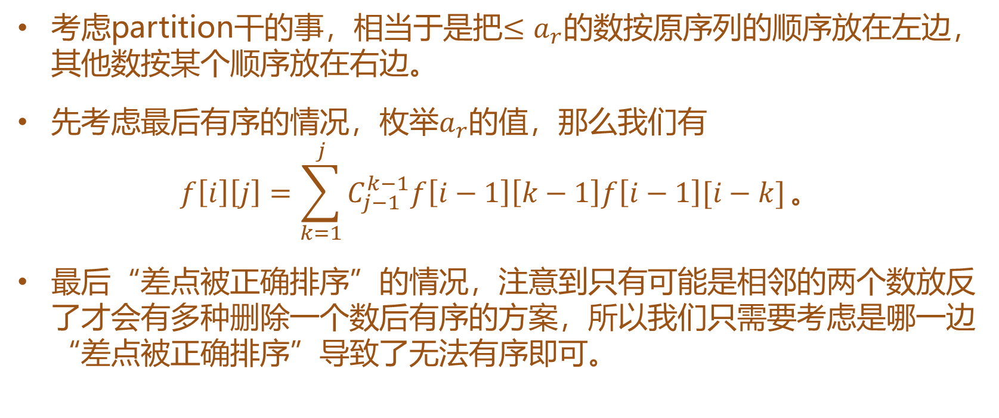 • 考虑partition干的事，相当于是把≤ a_r的数按原序列的顺序放在左边，
其他数按某个顺序放在右边。
• 先考虑最后有序的情况，枚举a_r的值，那么我们有
f[i][j] = \sum_{k=1}^{j} C_{j-1}^{k-1} f[i − 1][k − 1]f[i − 1][i − k]。
• 最后“差点被正确排序”的情况，注意到只有可能是相邻的两个数放反
了才会有多种删除一个数后有序的方案，所以我们只需要考虑是哪一边
“差点被正确排序”导致了无法有序即可。